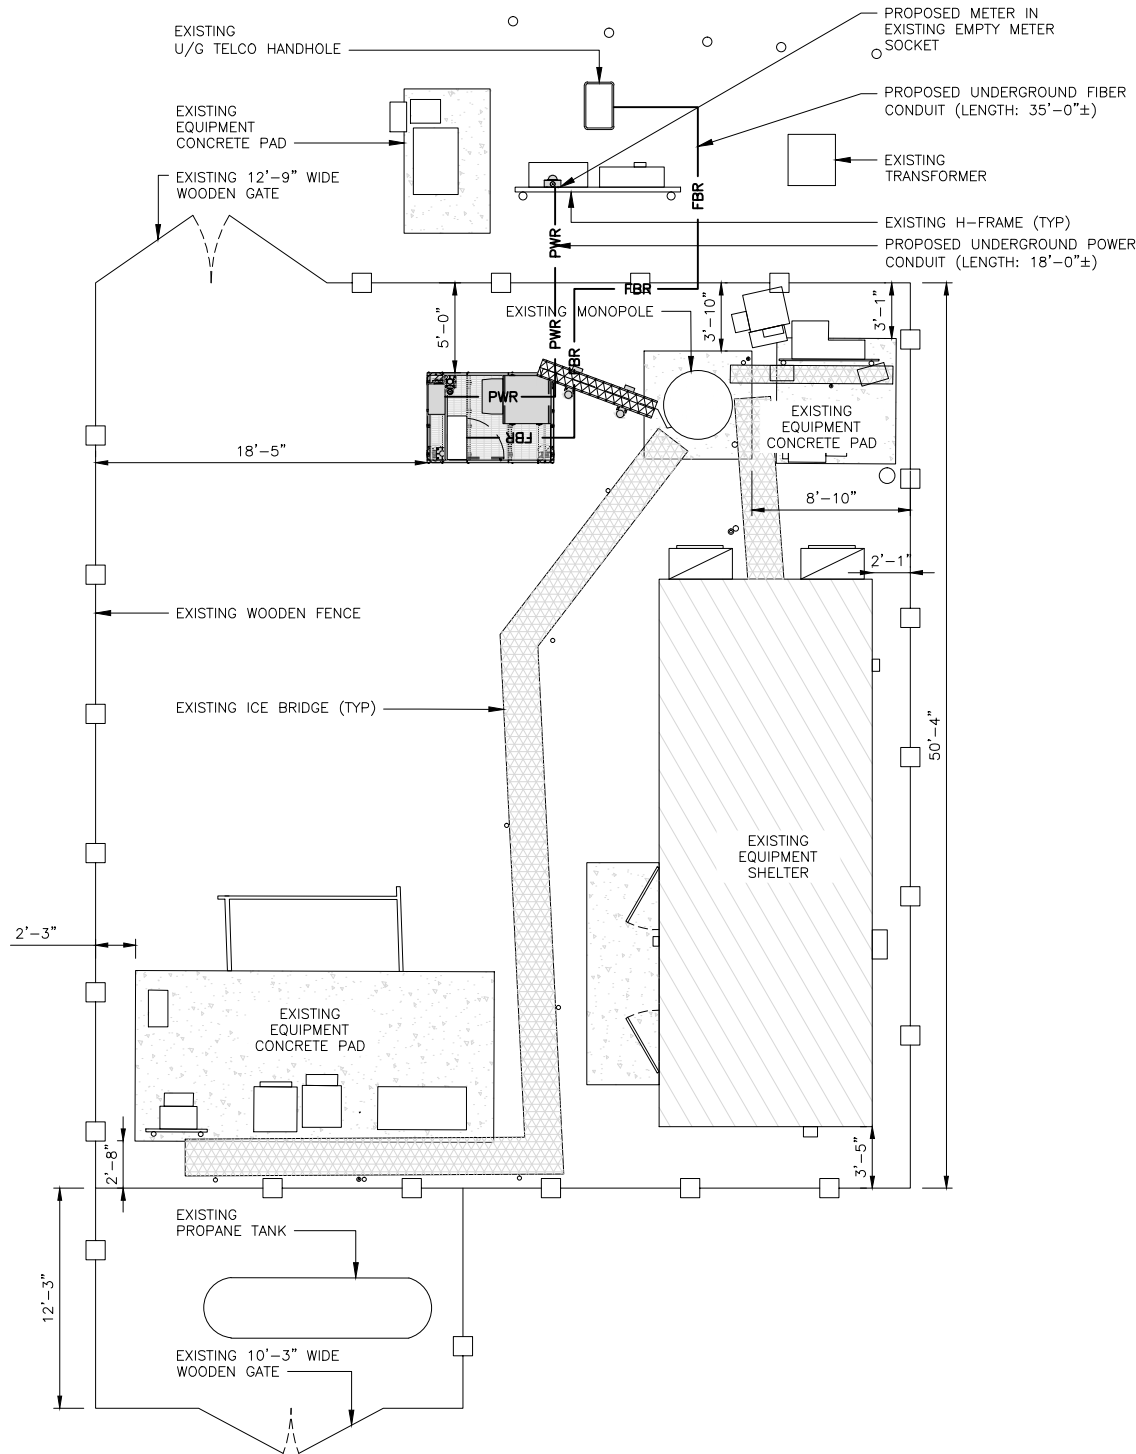 EXISTING
U/G TELCO HANDHOLE
PROPOSED METER IN
EXISTING EMPTY METER
SOCKET
EXISTING
EQUIPMENT
CONCRETE PAD
PROPOSED UNDERGROUND FIBER
CONDUIT (LENGTH: 35'-0"±)
EXISTING
TRANSFORMER
EXISTING 12'-9" WIDE
WOODEN GATE
FBR
EXISTING H-FRAME (TYP)
PWR
PROPOSED UNDERGROUND POWER
CONDUIT (LENGTH: 18'-0"±)
FBR
EXISTING MONOPOLE
5'-0"
PWR
FBR
3'-10"
3'-1"
PWR
FBR
EXISTING
EQUIPMENT
CONCRETE PAD
18'-5"
8'-10"
2'-1"
EXISTING WOODEN FENCE
EXISTING ICE BRIDGE (TYP)
50'-4"
EXISTING
EQUIPMENT
SHELTER
2'-3"
EXISTING
EQUIPMENT
CONCRETE PAD
2'-8"
3'-5"
EXISTING
PROPANE TANK
12'-3"
EXISTING 10'-3" WIDE
WOODEN GATE